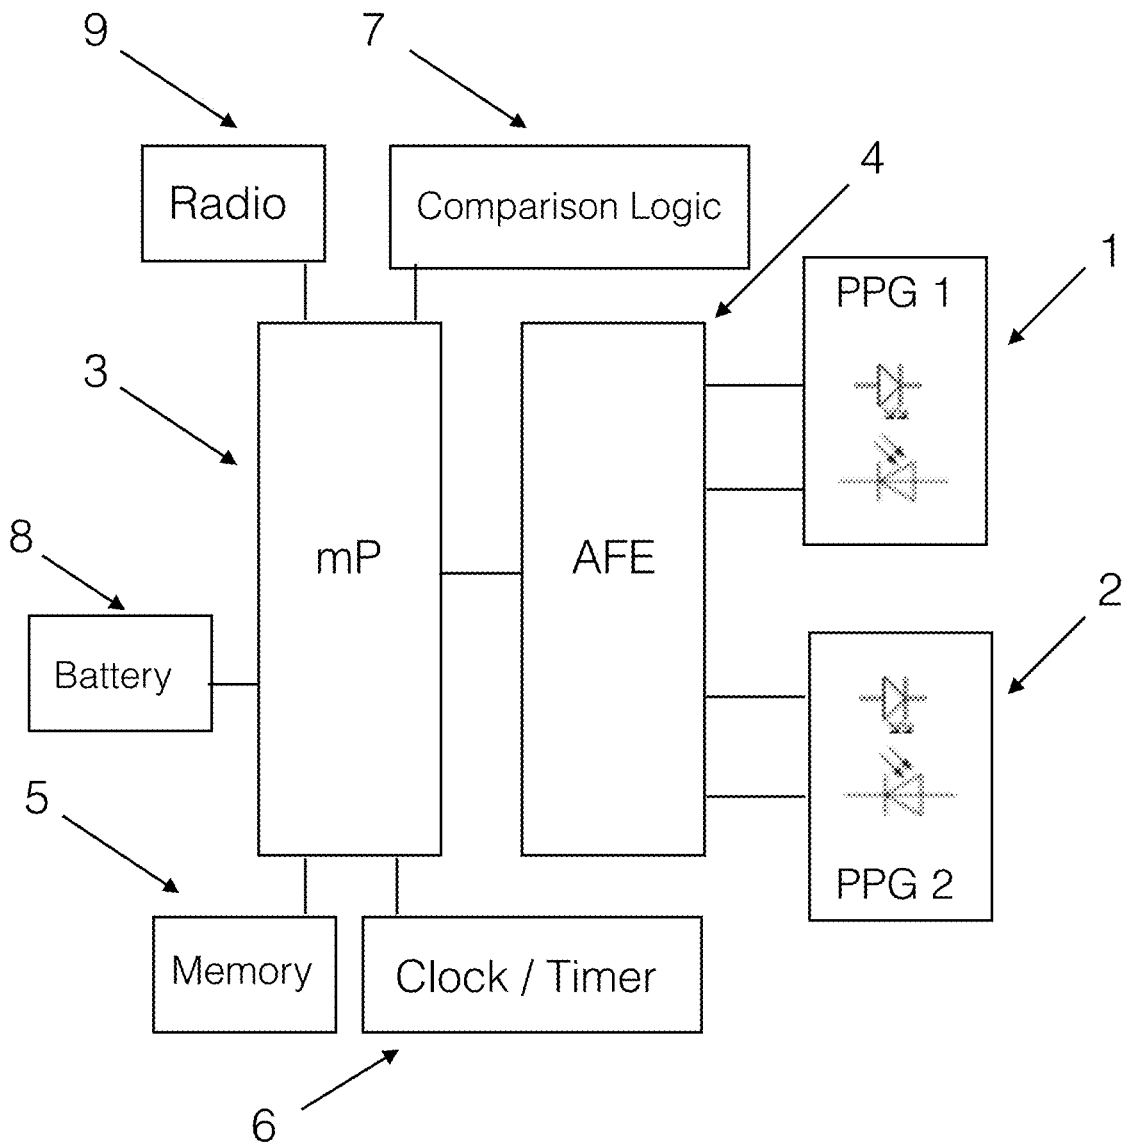 9
7
4
Radio
Comparison Logic
1
PPG 1
3
mP
AFE
8
2
Battery
5
PPG 2
Memory
Clock / Timer
6